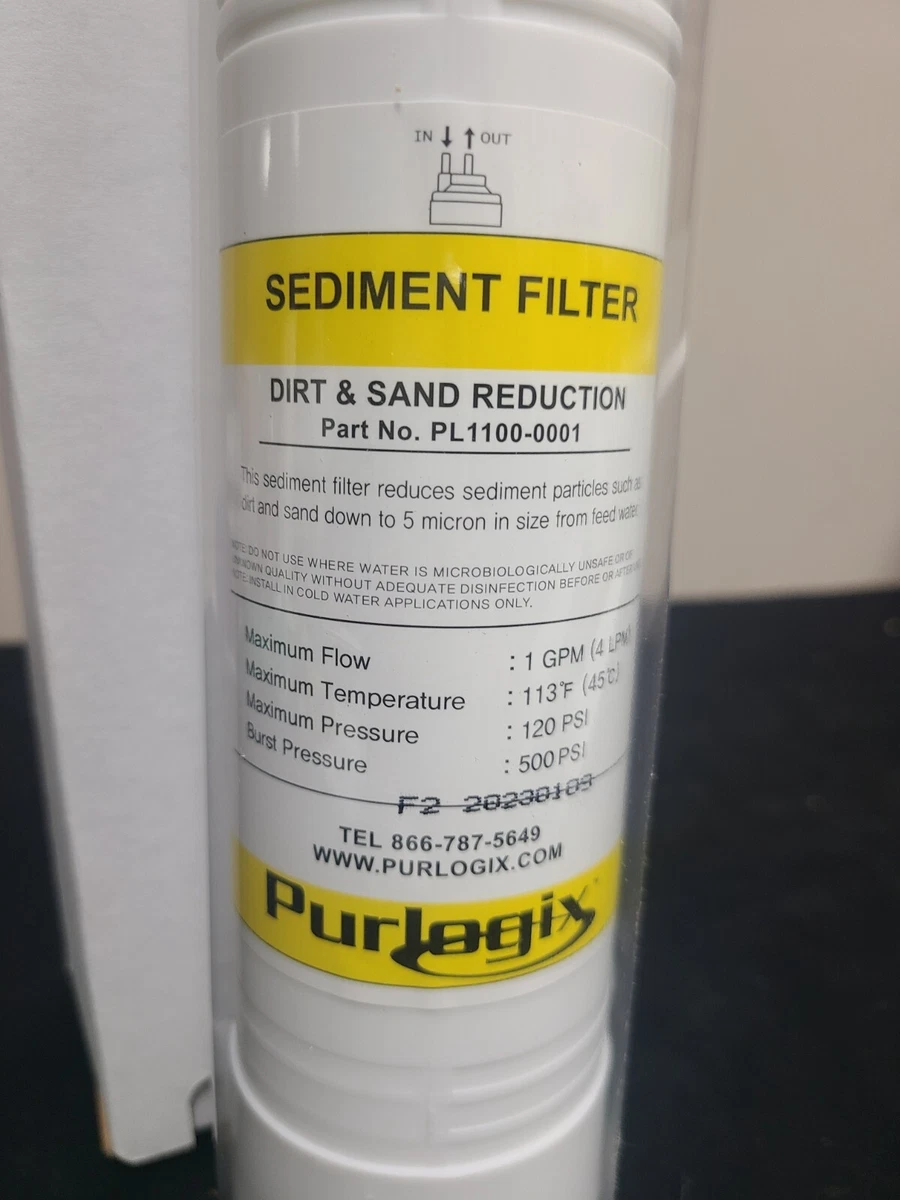 IN OUT
SEDIMENT FILTER
DIRT & SAND REDUCTION
Part No. PL1100-0001
This sediment filter reduces sediment particles such as
dirt and sand down to 5 micron in size from feed water.
NOTE: DO NOT USE WHERE WATER IS MICROBIOLOGICALLY UNSAFE OR OF
UNKNOWN QUALITY WITHOUT ADEQUATE DISINFECTION BEFORE OR AFTER
NOTE: INSTALL IN COLD WATER APPLICATIONS ONLY.
Maximum Flow : 1 GPM (4 LPM)
Maximum Temperature : 113°F (45℃)
Maximum Pressure : 120 PSI
Burst Pressure : 500 PSI
F2 20230109
TEL 866-787-5649
WWW.PURLOGIX.COM
Purlogix